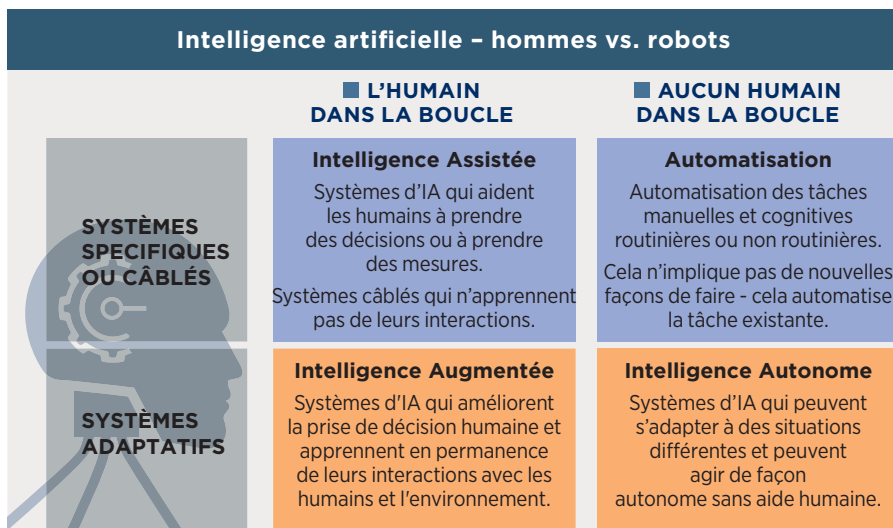 Intelligence artificielle – hommes vs. robots
L'HUMAIN
DANS LA BOUCLE
AUCUN HUMAIN
DANS LA BOUCLE
SYSTÈMES
SPECIFIQUES
OU CÂBLÉS
Intelligence Assistée
Systèmes d'IA qui aident
les humains à prendre
des décisions ou à prendre
des mesures.
Systèmes câblés qui n'apprennent
pas de leurs interactions.
Automatisation
Automatisation des tâches
manuelles et cognitives
routinières ou non routinières.
Cela n'implique pas de nouvelles
façons de faire - cela automatise
la tâche existante.
SYSTÈMES
ADAPTATIFS
Intelligence Augmentée
Systèmes d'IA qui améliorent
la prise de décision humaine et
apprennent en permanence
de leurs interactions avec les
humains et l'environnement.
Intelligence Autonome
Systèmes d'IA qui peuvent
s'adapter à des situations
différentes et peuvent
agir de façon
autonome sans aide humaine.